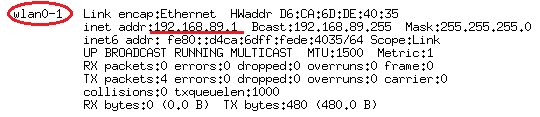 wlan0-1 Link encap:Ethernet HWaddr D6:CA:6D:DE:40:35
inet addr:192.168.89.1 Bcast:192.168.89.255 Mask:255.255.255.0
inet6 addr: fe80::d4ca:6dff:fede:4035/64 Scope:Link
UP BROADCAST RUNNING MULTICAST MTU:1500 Metric:1
RX packets:0 errors:0 dropped:0 overruns:0 frame:0
TX packets:4 errors:0 dropped:0 overruns:0 carrier:0
collisions:0 txqueuelen:1000
RX bytes:0 (0.0 B) TX bytes:480 (480.0 B)